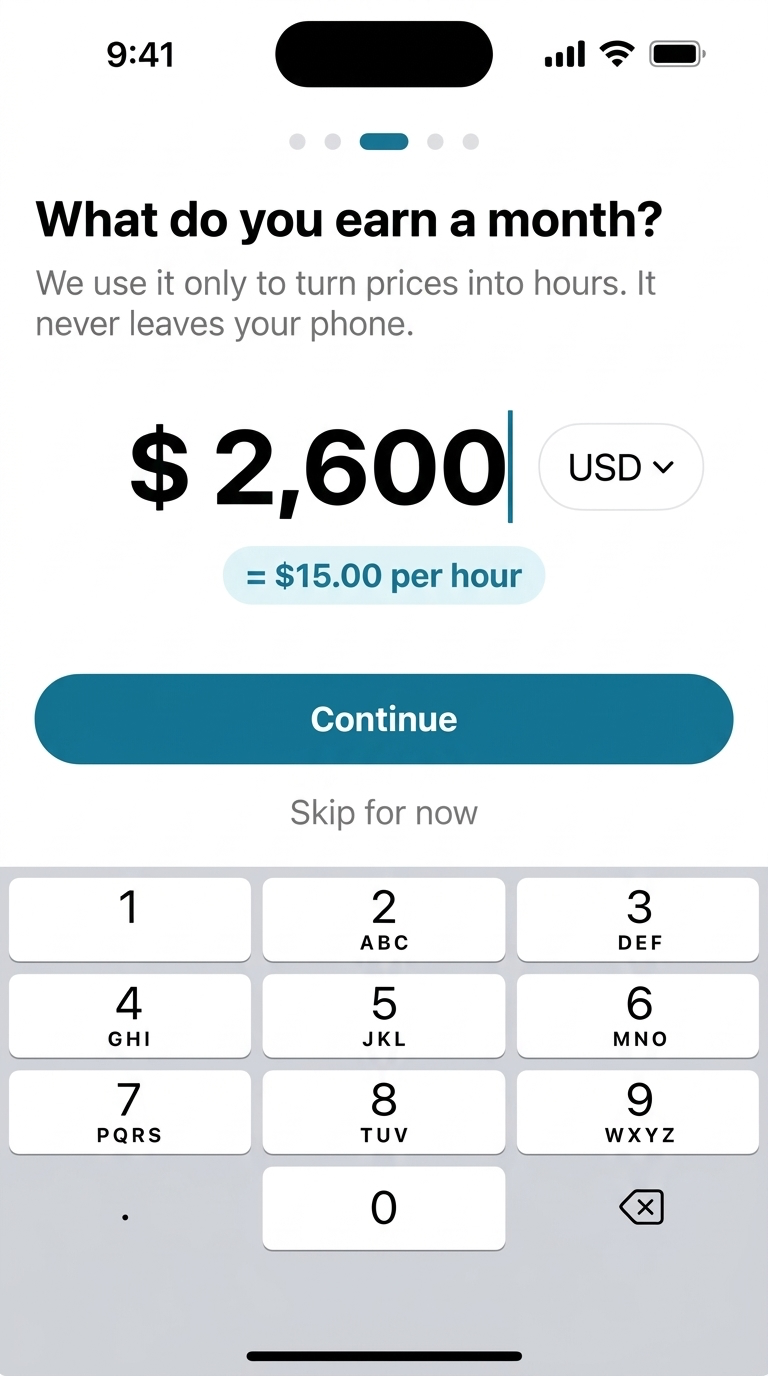 9:41
What do you earn a month?
We use it only to turn prices into hours. It
never leaves your phone.
$ 2,600
USD
= $15.00 per hour
Continue
Skip for now
1
2
ABC
3
DEF
4
GHI
5
JKL
6
MNO
7
PQRS
8
TUV
9
WXYZ
.
0